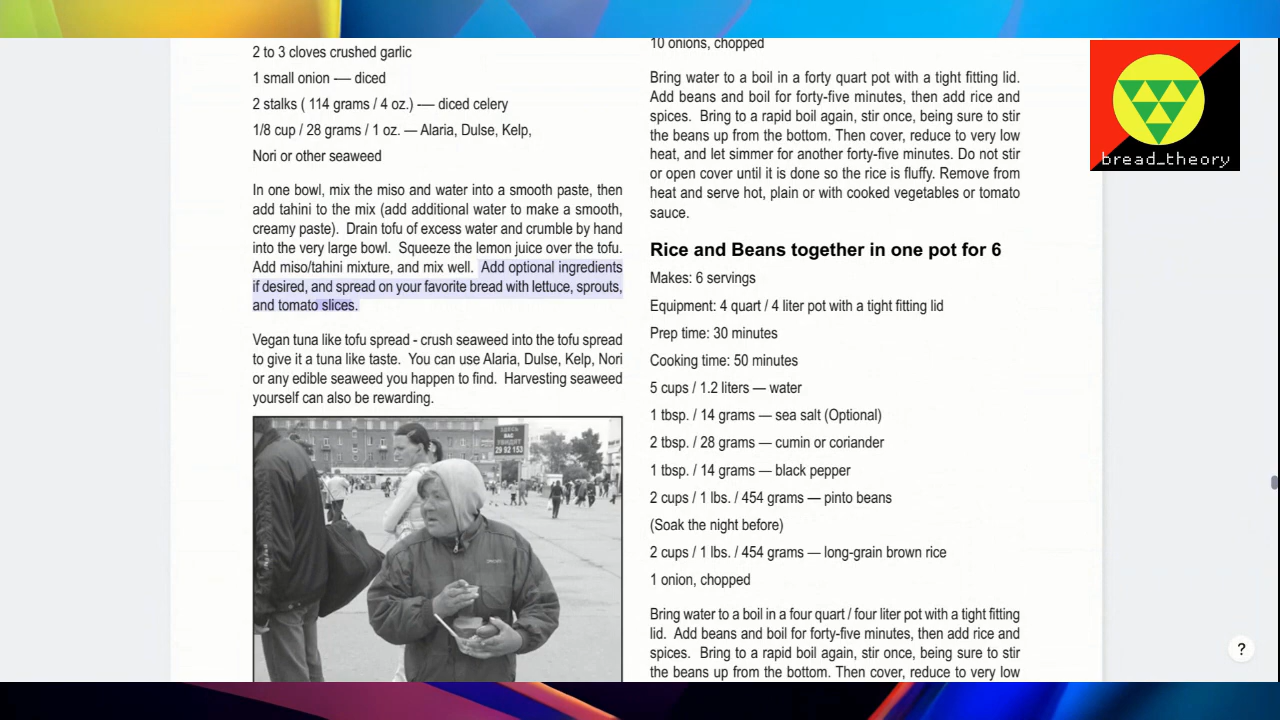 2 to 3 cloves crushed garlic
1 small onion -— diced
2 stalks ( 114 grams / 4 oz.) -— diced celery
1/8 cup / 28 grams / 1 oz. — Alaria, Dulse, Kelp,
Nori or other seaweed
In one bowl, mix the miso and water into a smooth paste, then
add tahini to the mix (add additional water to make a smooth,
creamy paste). Drain tofu of excess water and crumble by hand
into the very large bowl. Squeeze the lemon juice over the tofu.
Add miso/tahini mixture, and mix well. Add optional ingredients
if desired, and spread on your favorite bread with lettuce, sprouts,
and tomato slices.
Vegan tuna like tofu spread - crush seaweed into the tofu spread
to give it a tuna like taste. You can use Alaria, Dulse, Kelp, Nori
or any edible seaweed you happen to find. Harvesting seaweed
yourself can also be rewarding.
ЗДЕСЬ
ВАС
УВИДЯТ
29 92 153
10 onions, chopped
Bring water to a boil in a forty quart pot with a tight fitting lid.
Add beans and boil for forty-five minutes, then add rice and
spices. Bring to a rapid boil again, stir once, being sure to stir
the beans up from the bottom. Then cover, reduce to very low
heat, and let simmer for another forty-five minutes. Do not stir
or open cover until it is done so the rice is fluffy. Remove from
heat and serve hot, plain or with cooked vegetables or tomato
sauce.
Rice and Beans together in one pot for 6
Makes: 6 servings
Equipment: 4 quart / 4 liter pot with a tight fitting lid
Prep time: 30 minutes
Cooking time: 50 minutes
5 cups / 1.2 liters — water
1 tbsp. / 14 grams — sea salt (Optional)
2 tbsp. / 28 grams — cumin or coriander
1 tbsp. / 14 grams — black pepper
2 cups / 1 lbs. / 454 grams — pinto beans
(Soak the night before)
2 cups / 1 lbs. / 454 grams — long-grain brown rice
1 onion, chopped
Bring water to a boil in a four quart / four liter pot with a tight fitting
lid. Add beans and boil for forty-five minutes, then add rice and
spices. Bring to a rapid boil again, stir once, being sure to stir
the beans up from the bottom. Then cover, reduce to very low
bread_theory
?